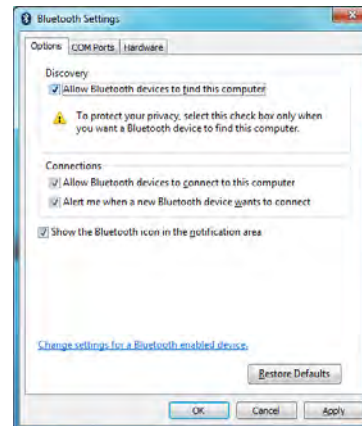 Bluetooth Settings
Options COM Ports Hardware
Discovery
Allow Bluetooth devices to find this computer
To protect your privacy, select this check box only when
you want a Bluetooth device to find this computer.
Connections
Allow Bluetooth devices to connect to this computer
Alert me when a new Bluetooth device wants to connect
Show the Bluetooth icon in the notification area
Change settings for a Bluetooth enabled device.
Restore Defaults
OK Cancel Apply